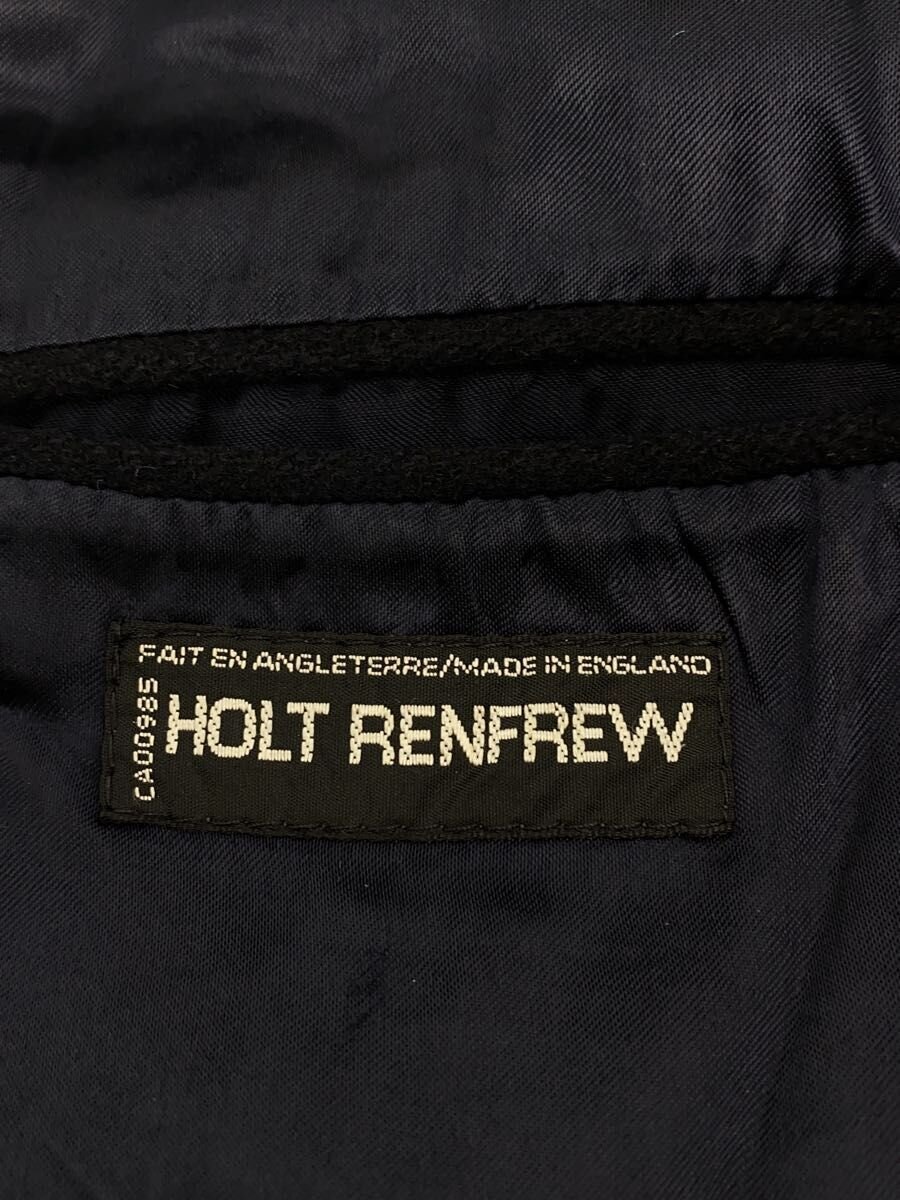 FAIT EN ANGLETERRE/MADE IN ENGLAND
HOLT RENFREW
CA00985